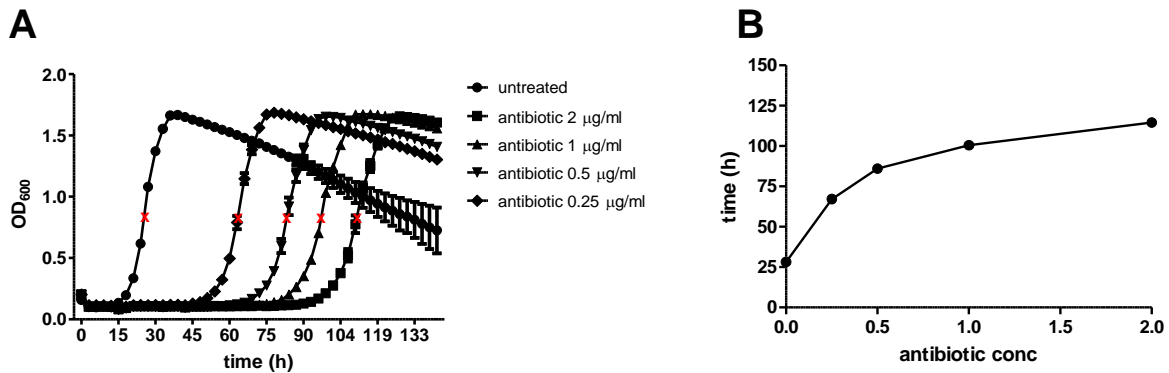 A
2.0
1.5
1.0
0.5
0.0
OD600
0 15 30 45 60 75 90 104 119 133
time (h)
untreated
antibiotic 2 µg/ml
antibiotic 1 µg/ml
antibiotic 0.5 µg/ml
antibiotic 0.25 µg/ml
B
150
125
100
75
50
25
0
time (h)
0.0 0.5 1.0 1.5 2.0
antibiotic conc